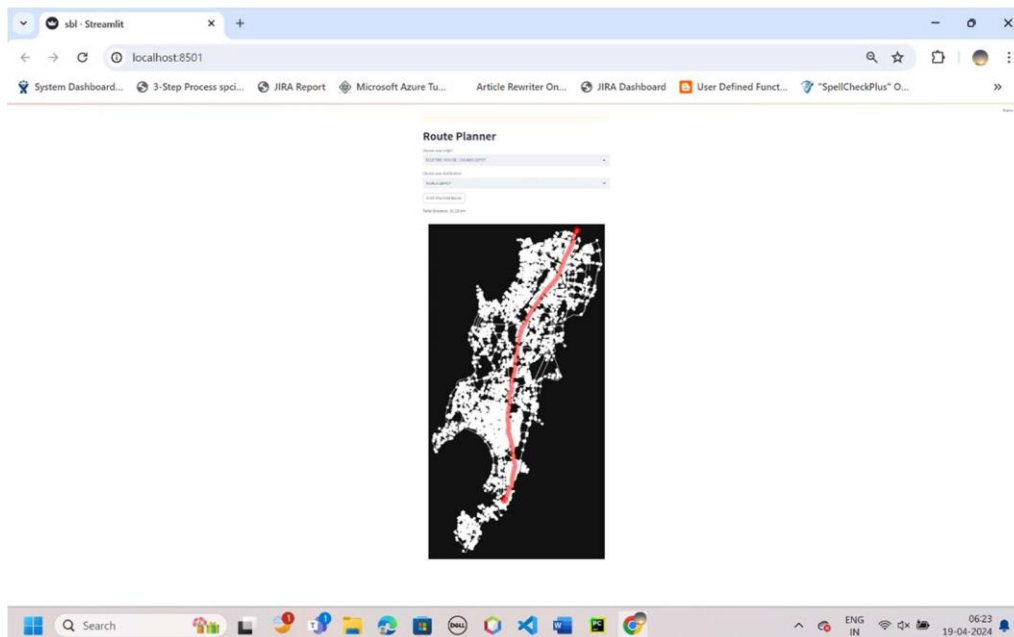 sbl · Streamlit
localhost:8501
System Dashboard... 3-Step Process spci... JIRA Report Microsoft Azure Tu... Article Rewriter On... JIRA Dashboard User Defined Funct... "SpellCheckPlus" O... »
Route Planner
Search
DELL
ENG
IN
06:23
19-04-2024